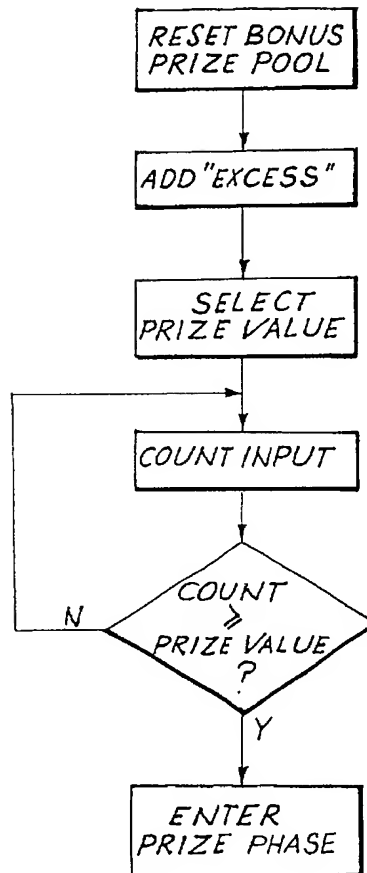 RESET BONUS
PRIZE POOL
ADD "EXCESS"
SELECT
PRIZE VALUE
COUNT INPUT
COUNT
⩾
PRIZE VALUE
?
N
Y
ENTER
PRIZE PHASE